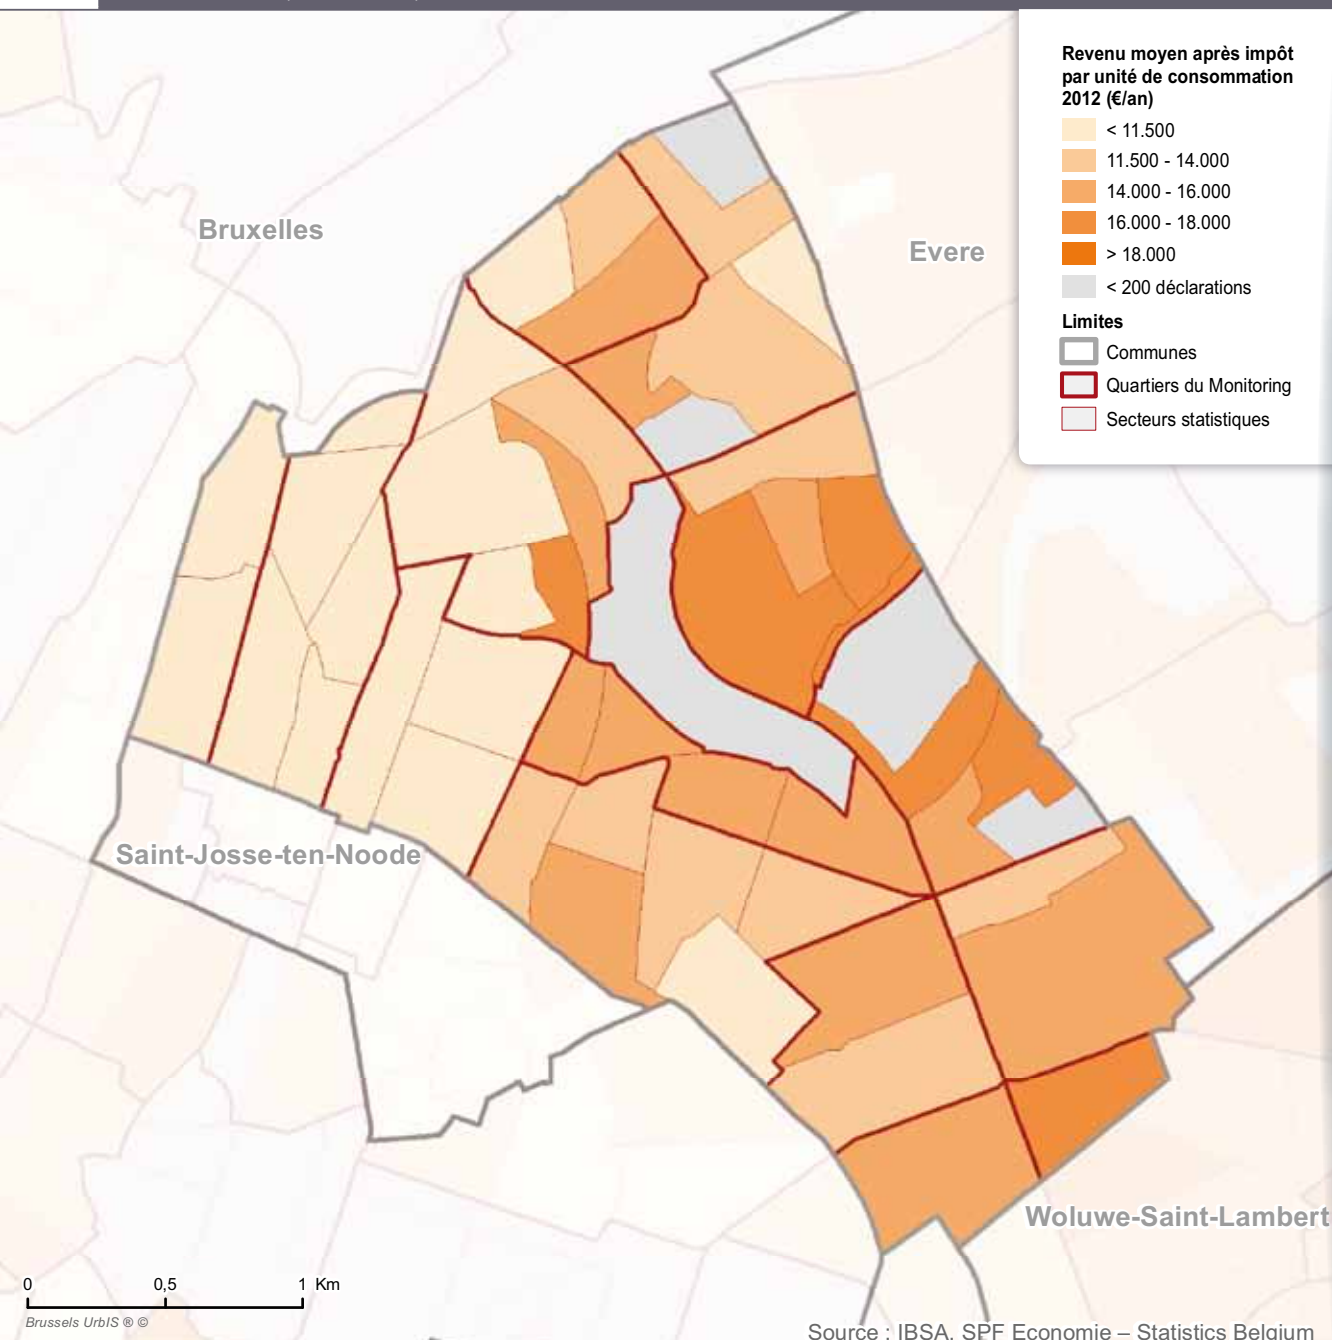 Revenu moyen après impôt
par unité de consommation
2012 (€/an)
< 11.500
11.500 - 14.000
14.000 - 16.000
16.000 - 18.000
> 18.000
< 200 déclarations
Limites
Communes
Quartiers du Monitoring
Secteurs statistiques
Bruxelles
Evere
Saint-Josse-ten-Noode
Woluwe-Saint-Lambert
0 0,5 1 Km
Brussels UrbIS ® ©
Source : IBSA, SPF Economie – Statistics Belgium